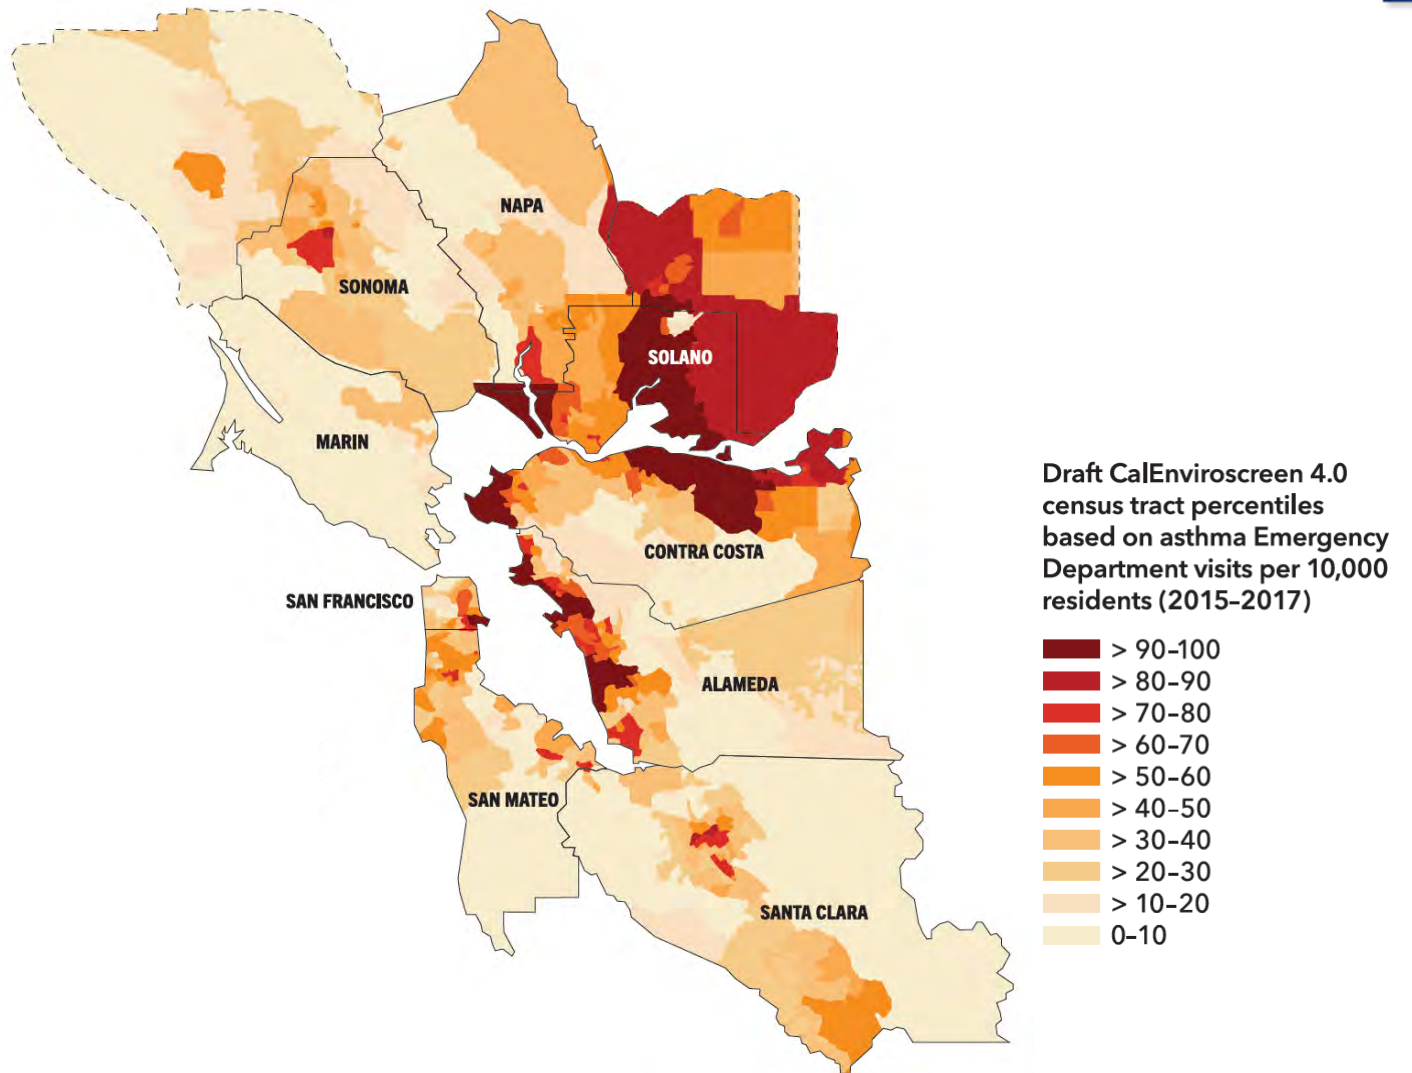 NAPA
SONOMA
SOLANO
MARIN
CONTRA COSTA
SAN FRANCISCO
ALAMEDA
SAN MATEO
SANTA CLARA
Draft CalEnviroscreen 4.0
census tract percentiles
based on asthma Emergency
Department visits per 10,000
residents (2015–2017)
> 90–100
> 80–90
> 70–80
> 60–70
> 50–60
> 40–50
> 30–40
> 20–30
> 10–20
0–10